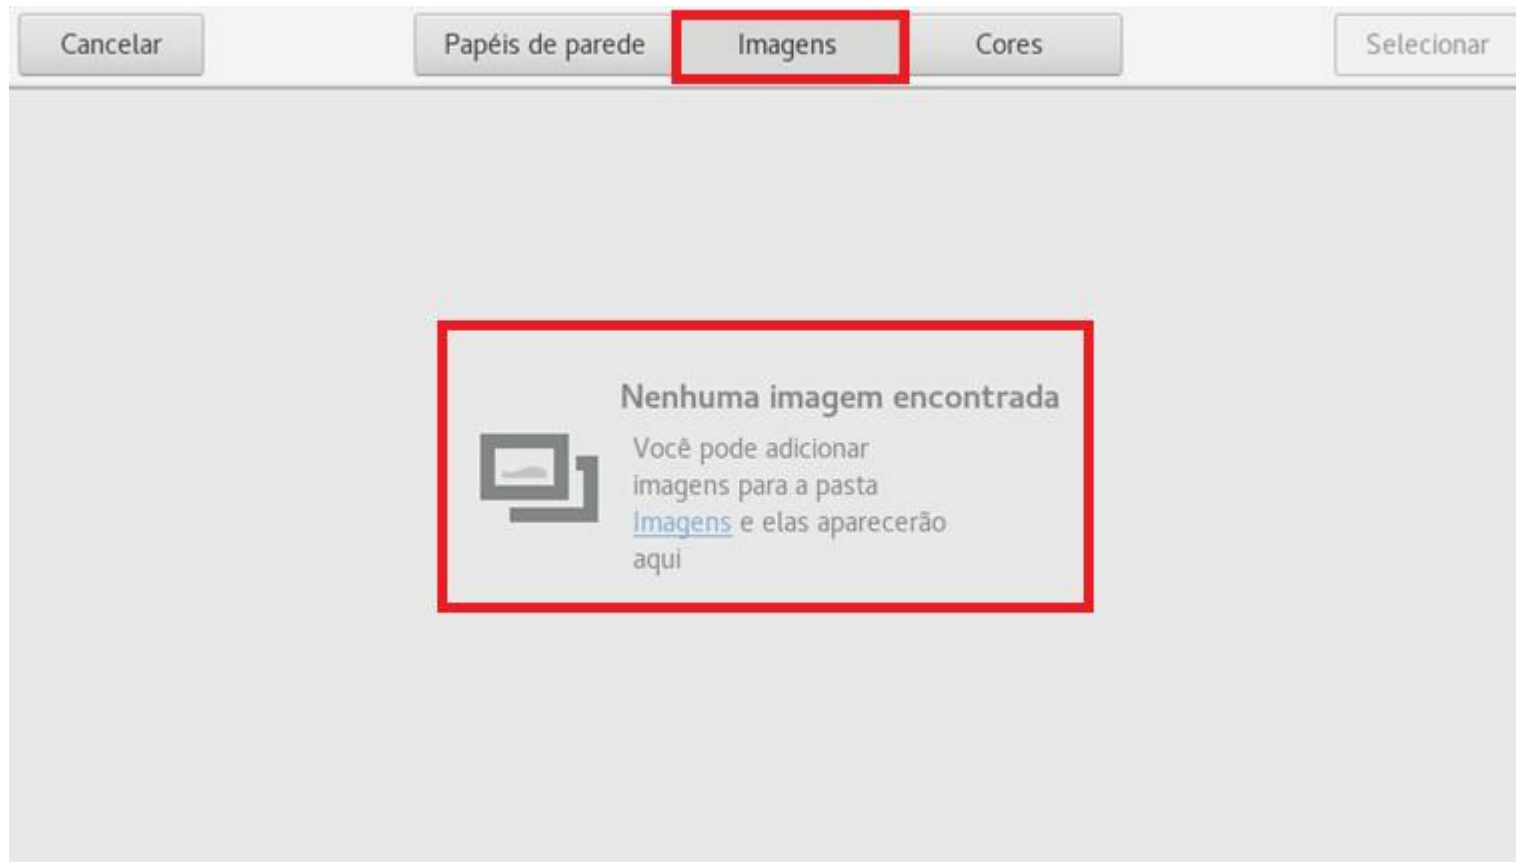 Cancelar
Papéis de parede
Imagens
Cores
Selecionar
Nenhuma imagem encontrada
Você pode adicionar
imagens para a pasta
Imagens e elas aparecerão
aqui